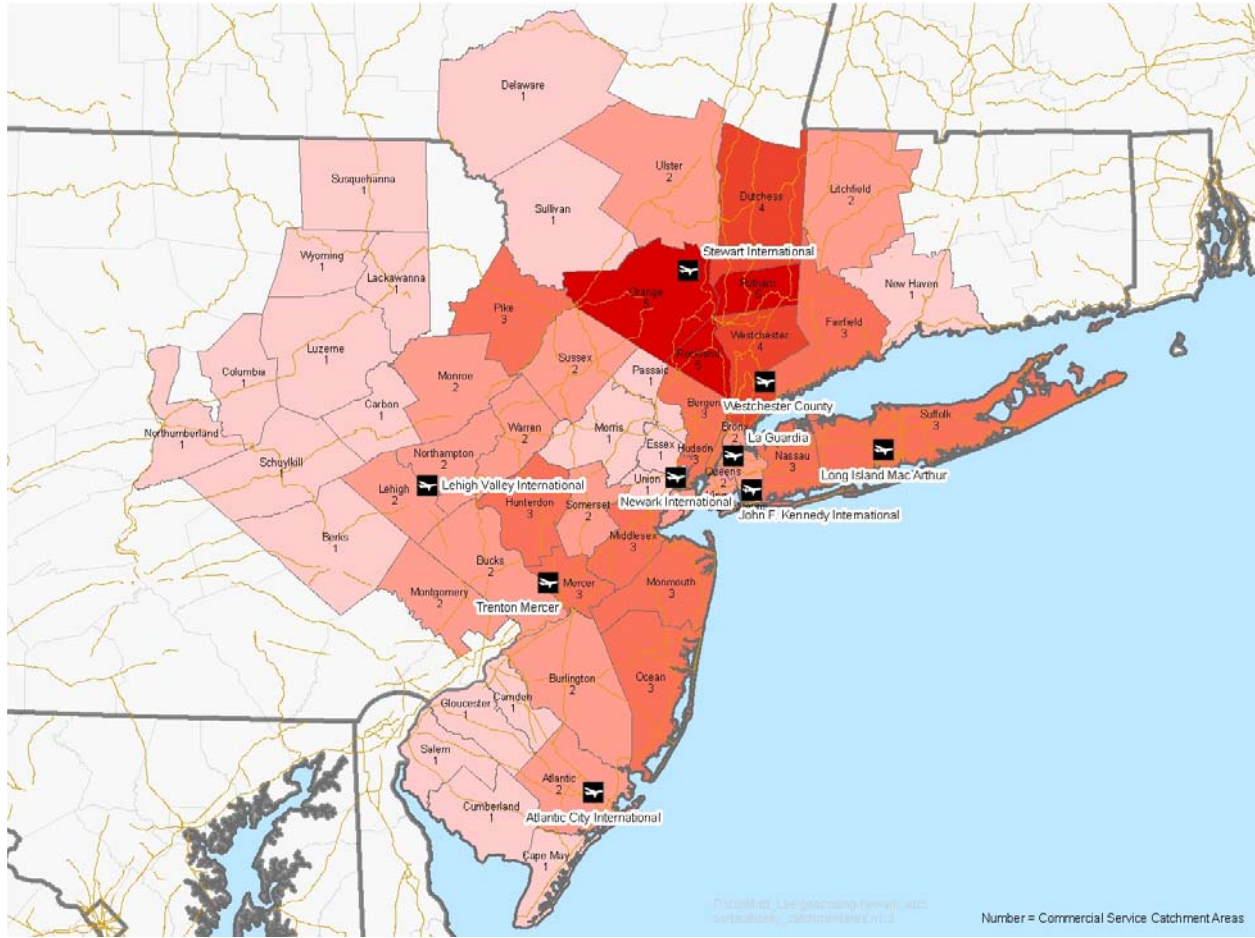 Delaware
1
Ulster
2
Dutchess
4
Litchfield
2
Susquehanna
1
Sullivan
1
Wyoming
1
Lackawanna
1
Stewart International
Orange
5
Putnam
5
New Haven
1
Pike
3
Westchester
4
Fairfield
3
Luzerne
1
Sussex
2
Rockland
5
Columbia
1
Monroe
2
Passaic
1
Carbon
1
Bergen
3
Westchester County
Suffolk
3
Northumberland
1
Warren
2
Morris
1
Bronx
2
La Guardia
Essex
1
Hudson
3
Nassau
3
Schuylkill
1
Northampton
2
Queens
2
Long Island Mac Arthur
Lehigh
2
Lehigh Valley International
Union
1
Newark International
Hunterdon
3
Somerset
2
John F. Kennedy International
Berks
1
Middlesex
3
Bucks
2
Mercer
3
Monmouth
3
Montgomery
2
Trenton Mercer
Burlington
2
Ocean
3
Gloucester
1
Camden
1
Salem
1
Atlantic
2
Cumberland
1
Atlantic City International
Cape May
1
Number = Commercial Service Catchment Areas